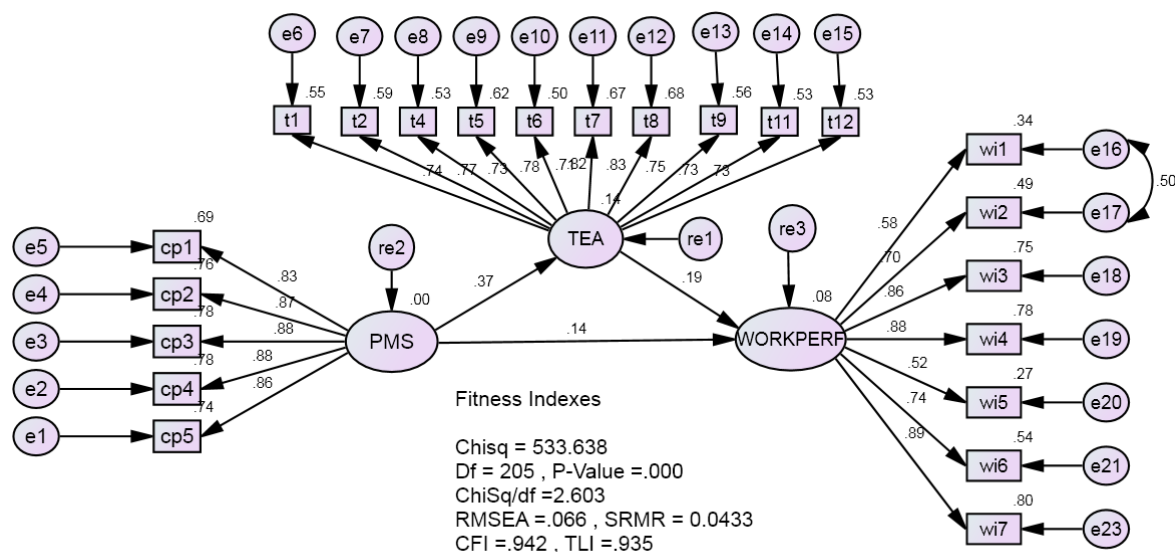 e6 e7 e8 e9 e10 e11 e12 e13 e14 e15
.55 .59 .53 .62 .50 .67 .68 .56 .53 .53
t1 t2 t4 t5 t6 t7 t8 t9 t11 t12
.74 .77 .73 .78 .71 .82 .83 .75 .73 .73
.14
TEA
re1
re2
re3
.34
wi1
e16
.50
.49
wi2
e17
.75
wi3
e18
.78
wi4
e19
.27
wi5
e20
.54
wi6
e21
.80
wi7
e23
.58
.70
.86
.88
.52
.74
.89
.69
e5 cp1
.76
e4 cp2
.78
e3 cp3
.78
e2 cp4
.74
e1 cp5
.83
.87
.88
.88
.86
.00
PMS
.37
.19
.14
.08
WORKPERF
Fitness Indexes
Chisq = 533.638
Df = 205 , P-Value =.000
ChiSq/df =2.603
RMSEA =.066 , SRMR = 0.0433
CFI =.942 , TLI =.935